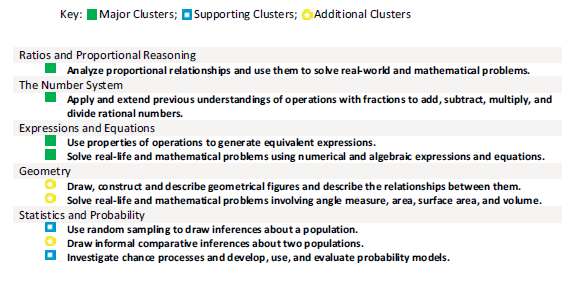 Key: Major Clusters; Supporting Clusters; Additional Clusters
Ratios and Proportional Reasoning
Analyze proportional relationships and use them to solve real-world and mathematical problems.
The Number System
Apply and extend previous understandings of operations with fractions to add, subtract, multiply, and
divide rational numbers.
Expressions and Equations
Use properties of operations to generate equivalent expressions.
Solve real-life and mathematical problems using numerical and algebraic expressions and equations.
Geometry
Draw, construct and describe geometrical figures and describe the relationships between them.
Solve real-life and mathematical problems involving angle measure, area, surface area, and volume.
Statistics and Probability
Use random sampling to draw inferences about a population.
Draw informal comparative inferences about two populations.
Investigate chance processes and develop, use, and evaluate probability models.